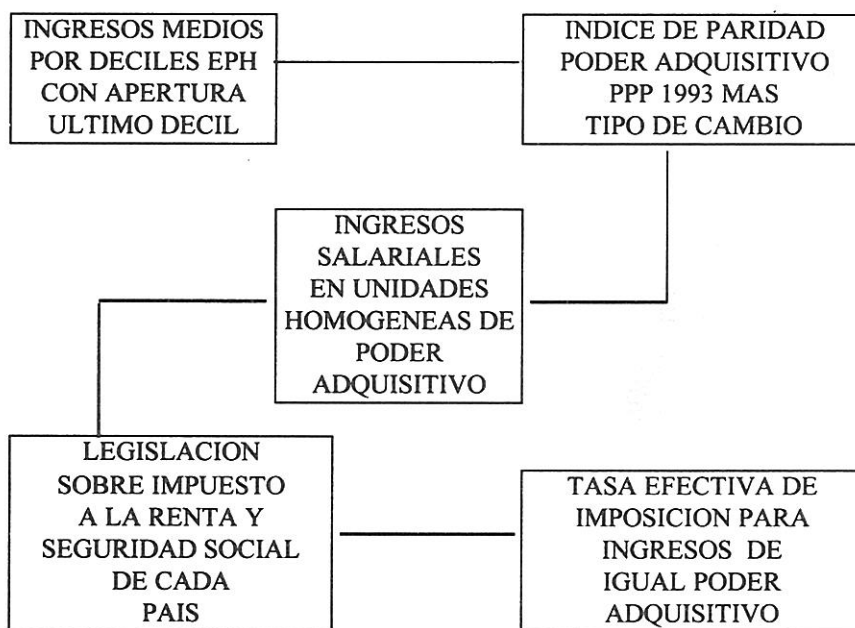 INGRESOS MEDIOS
POR DECILES EPH
CON APERTURA
ULTIMO DECIL
INDICE DE PARIDAD
PODER ADQUISITIVO
PPP 1993 MAS
TIPO DE CAMBIO
INGRESOS
SALARIALES
EN UNIDADES
HOMOGENEAS DE
PODER
ADQUISITIVO
LEGISLACION
SOBRE IMPUESTO
A LA RENTA Y
SEGURIDAD SOCIAL
DE CADA
PAIS
TASA EFECTIVA DE
IMPOSICION PARA
INGRESOS DE
IGUAL PODER
ADQUISITIVO